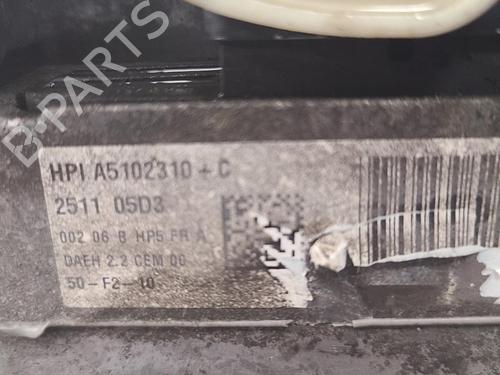 B-PARTS
HPI A5102310+C
2511 05D3
002 06 B HP5 FR A
DAEH 2.2 CEM 00
50-F2-10